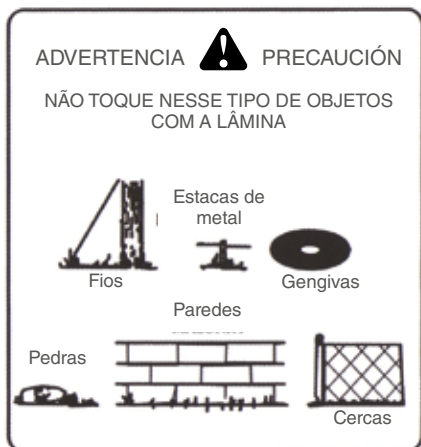 ADVERTENCIA PRECAUCIÓN
NÃO TOQUE NESSE TIPO DE OBJETOS
COM A LÂMINA
Estacas de
metal
Fios
Gengivas
Paredes
Pedras
Cercas